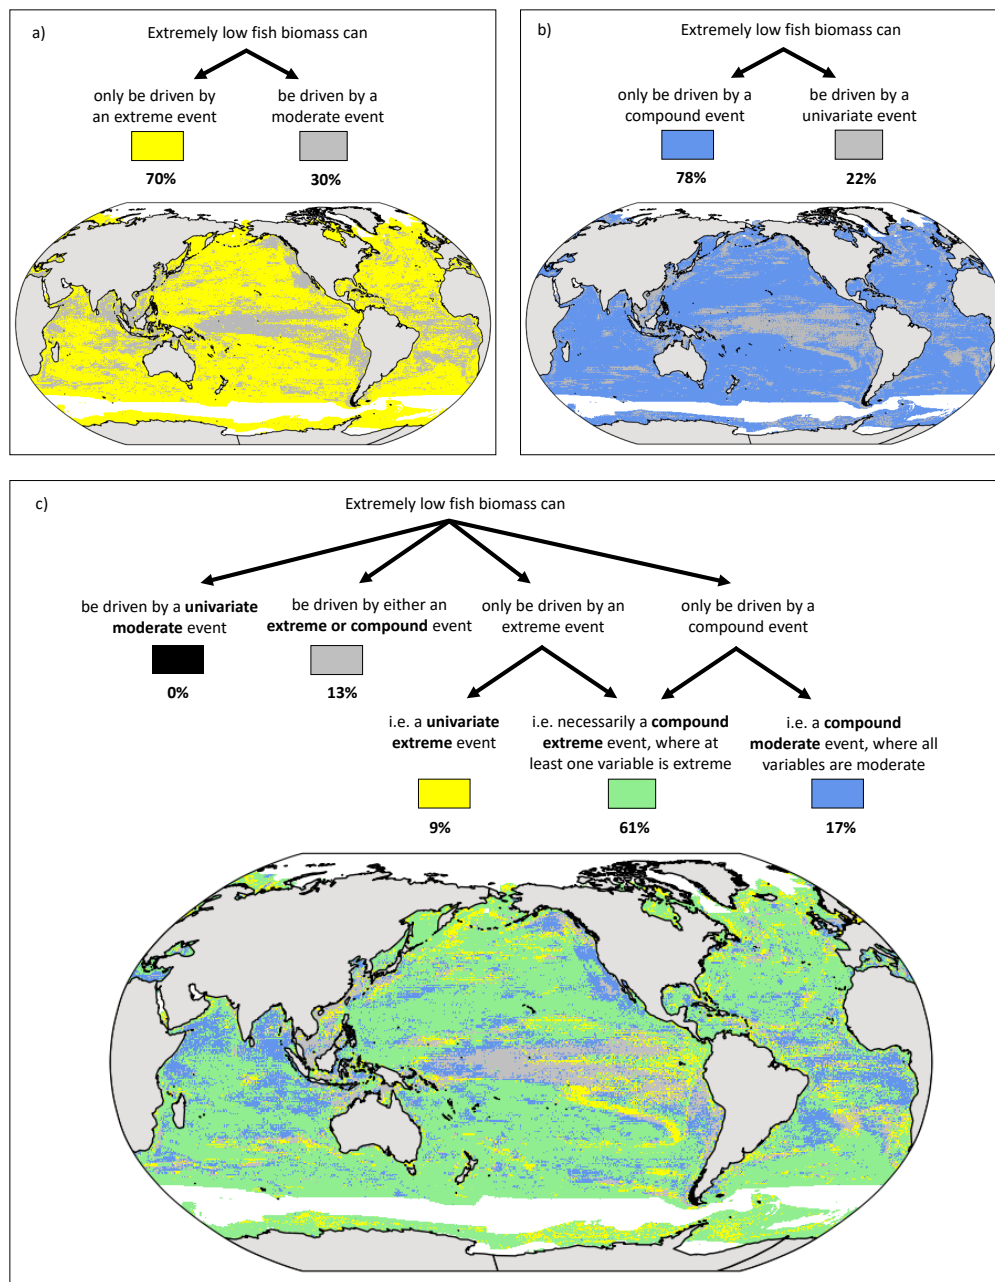 a)
Extremely low fish biomass can
only be driven by
an extreme event
be driven by a
moderate event
70%
30%
b)
Extremely low fish biomass can
only be driven by a
compound event
be driven by a
univariate event
78%
22%
c)
Extremely low fish biomass can
be driven by a univariate
moderate event
0%
be driven by either an
extreme or compound event
13%
only be driven by an
extreme event
only be driven by a
compound event
i.e. a univariate
extreme event
9%
i.e. necessarily a compound
extreme event, where at
least one variable is extreme
61%
i.e. a compound
moderate event, where all
variables are moderate
17%